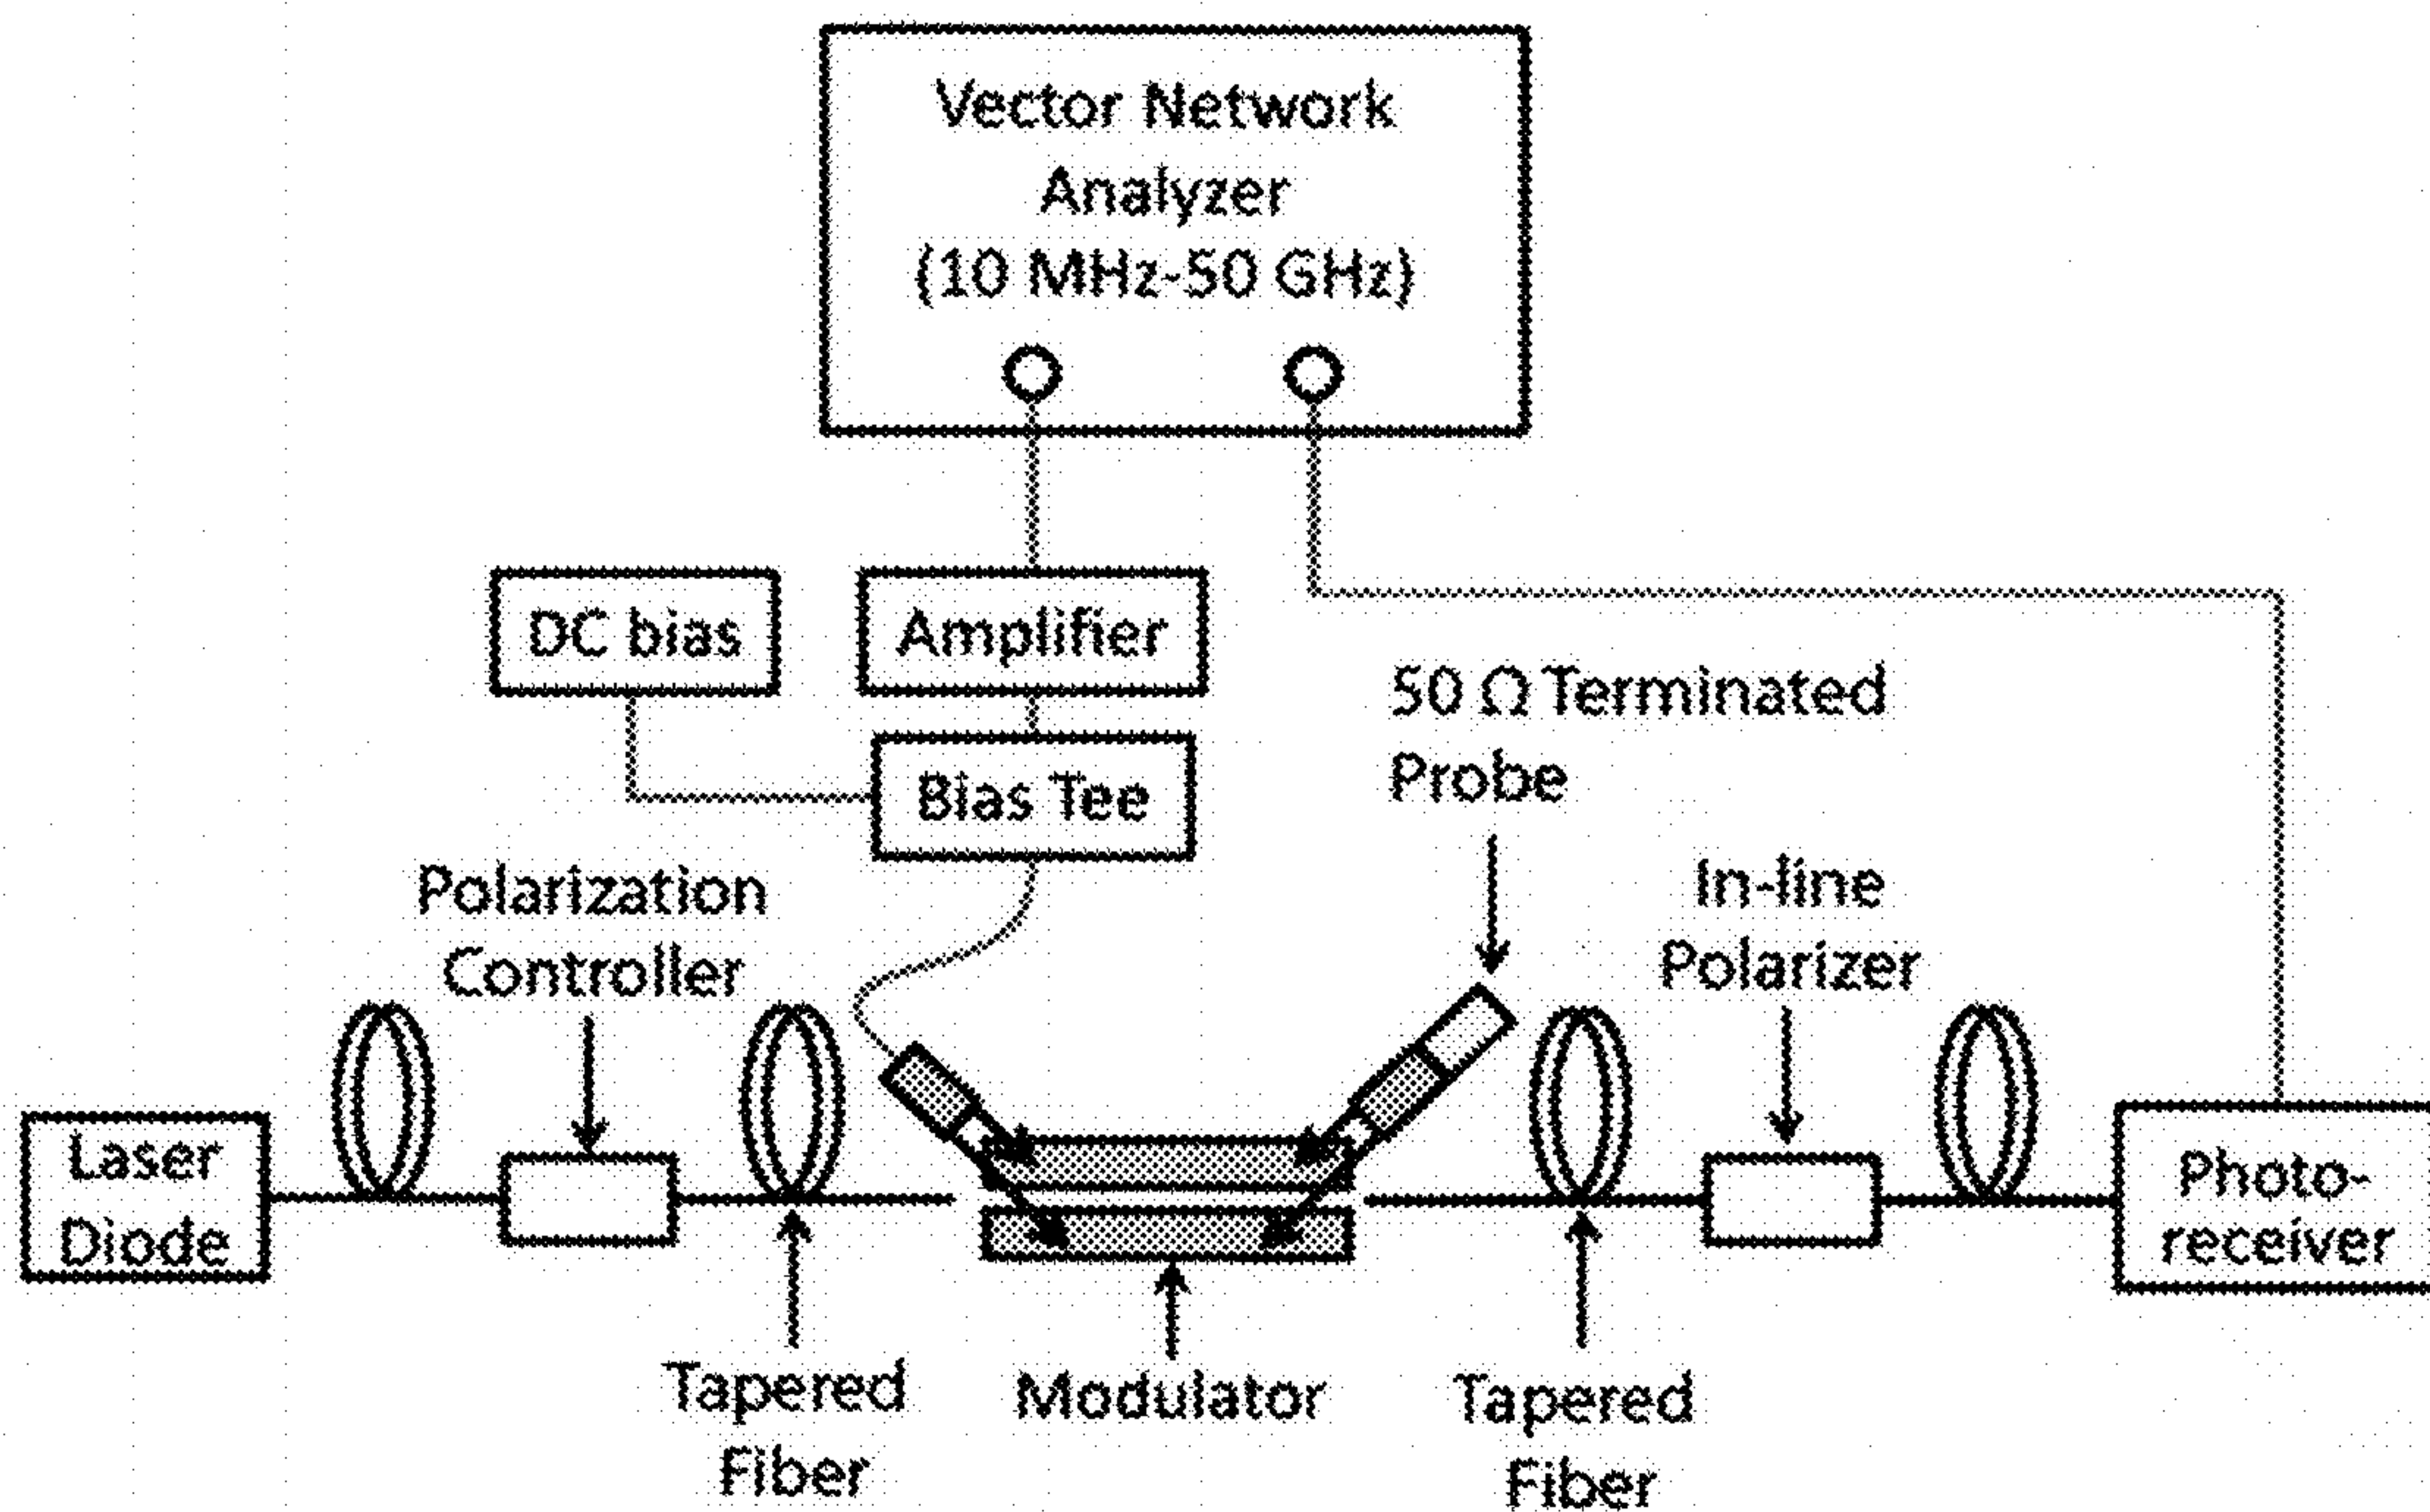 Vector Network
Analyzer
(10 MHz-50 GHz)
DC bias
Amplifier
50 Ω Terminated
Probe
Bias Tee
Polarization
Controller
In-line
Polarizer
Laser
Diode
Photo-
receiver
Tapered
Fiber
Modulator
Tapered
Fiber